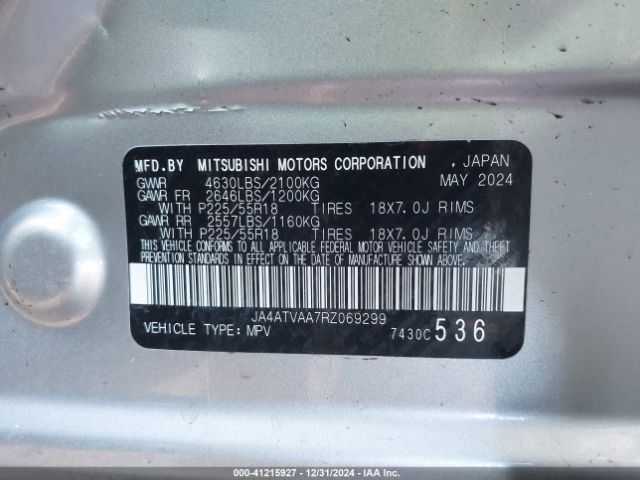 MFD.BY MITSUBISHI MOTORS CORPORATION , JAPAN
GVWR 4630LBS/2100KG MAY 2024
GAWR FR 2646LBS/1200KG
WITH P225/55R18 TIRES 18X7.0J RIMS
GAWR RR 2557LBS/1160KG
WITH P225/55R18 TIRES 18X7.0J RIMS
THIS VEHICLE CONFORMS TO ALL APPLICABLE FEDERAL MOTOR VEHICLE SAFETY AND THEFT
PREVENTION STANDARDS IN EFFECT ON THE DATE OF MANUFACTURE SHOWN ABOVE.
JA4ATVAA7RZ069299
VEHICLE TYPE: MPV 7430C 536
000-41215927 - 12/31/2024 - IAAI.COM